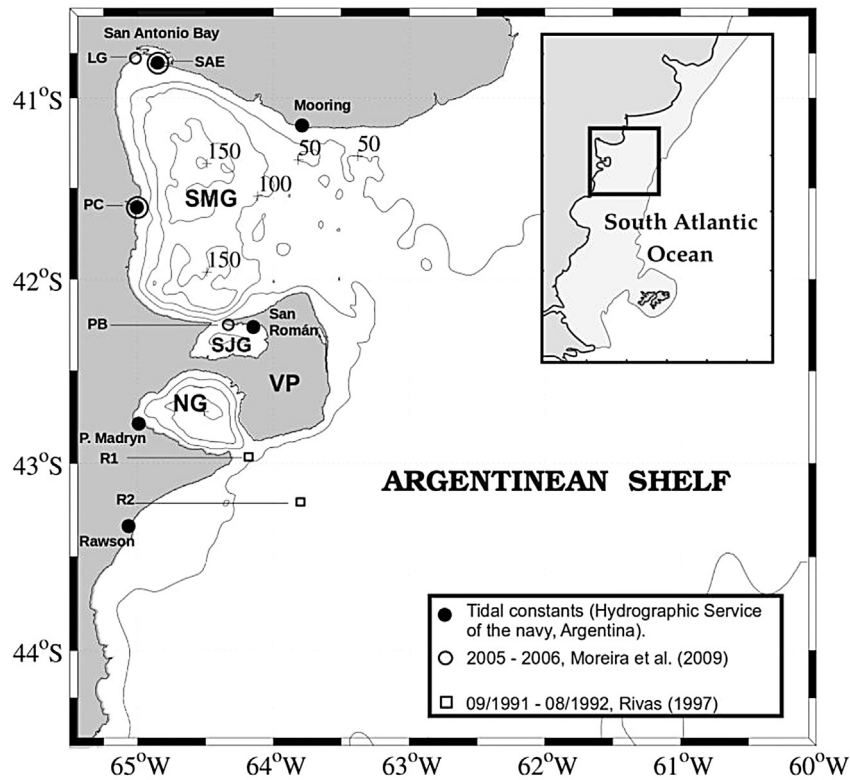 San Antonio Bay
LG
SAE
41°S
Mooring
150
50
50
100
SMG
PC
South Atlantic
Ocean
150
42°S
PB
San
Román
SJG
VP
NG
P. Madryn
43°S
R1
ARGENTINEAN SHELF
R2
Rawson
Tidal constants (Hydrographic Service
of the navy, Argentina).
2005 - 2006, Moreira et al. (2009)
09/1991 - 08/1992, Rivas (1997)
44°S
65°W
64°W
63°W
62°W
61°W
60°W